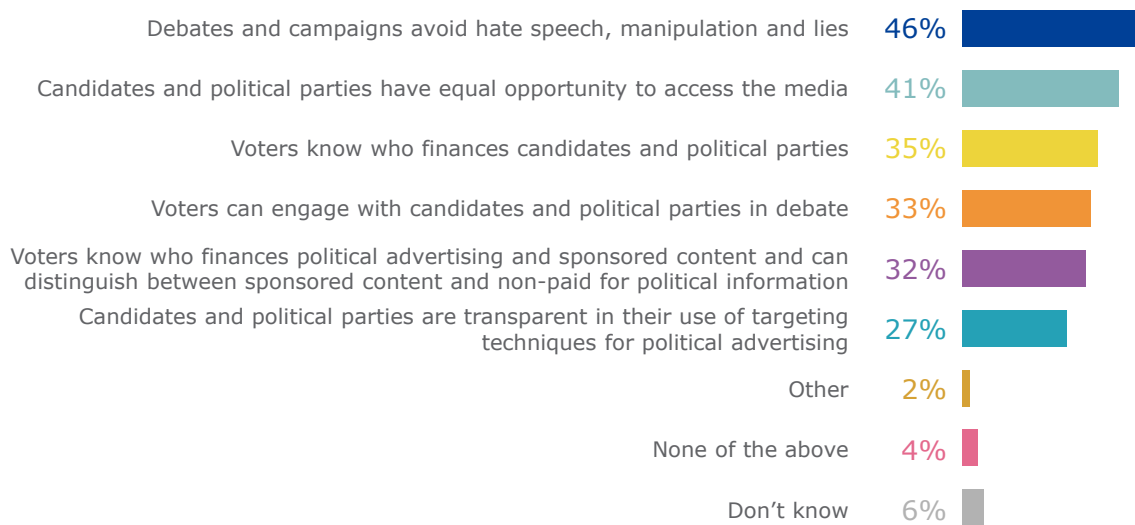 Debates and campaigns avoid hate speech, manipulation and lies 46%
Candidates and political parties have equal opportunity to access the media 41%
Voters know who finances candidates and political parties 35%
Voters can engage with candidates and political parties in debate 33%
Voters know who finances political advertising and sponsored content and can
distinguish between sponsored content and non-paid for political information 32%
Candidates and political parties are transparent in their use of targeting
techniques for political advertising 27%
Other 2%
None of the above 4%
Don’t know 6%